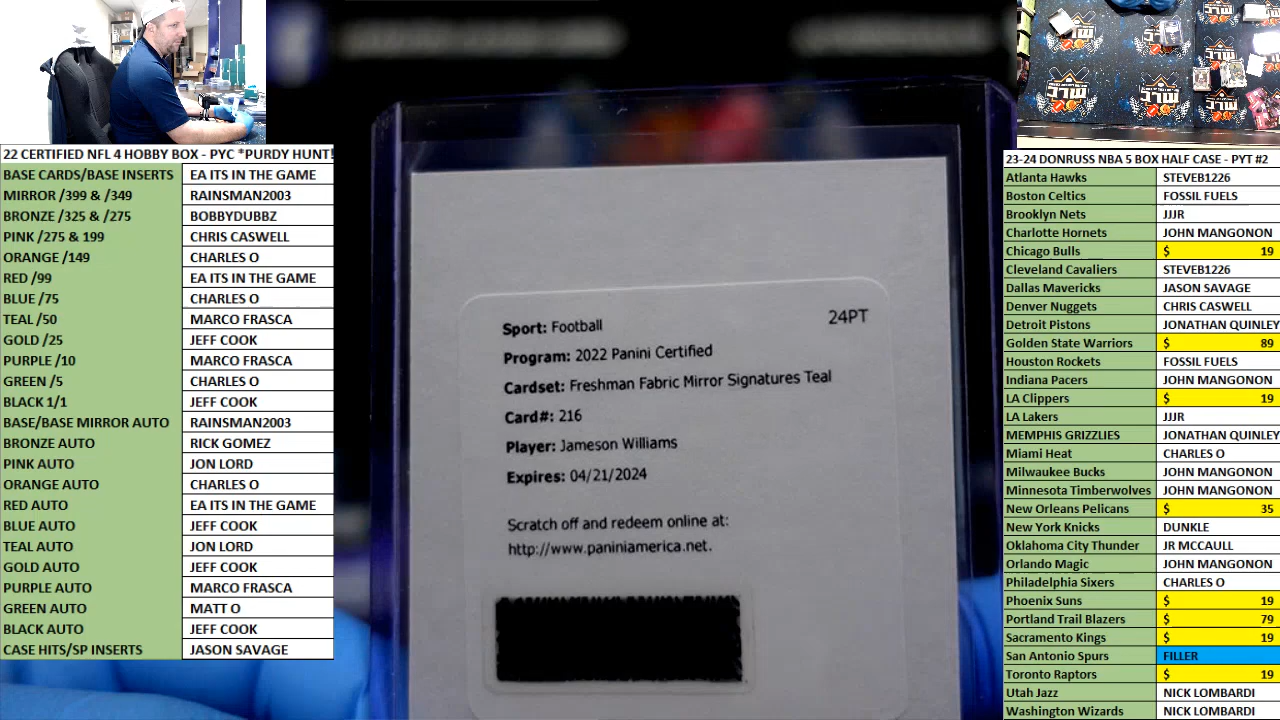 22 CERTIFIED NFL 4 HOBBY BOX - PYC *PURDY HUNT!
BASE CARDS/BASE INSERTS EA ITS IN THE GAME
MIRROR /399 & /349 RAINSMAN2003
BRONZE /325 & /275 BOBBYDUBBZ
PINK /275 & 199 CHRIS CASWELL
ORANGE /149 CHARLES O
RED /99 EA ITS IN THE GAME
BLUE /75 CHARLES O
TEAL /50 MARCO FRASCA
GOLD /25 JEFF COOK
PURPLE /10 MARCO FRASCA
GREEN /5 CHARLES O
BLACK 1/1 JEFF COOK
BASE/BASE MIRROR AUTO RAINSMAN2003
BRONZE AUTO RICK GOMEZ
PINK AUTO JON LORD
ORANGE AUTO CHARLES O
RED AUTO EA ITS IN THE GAME
BLUE AUTO JEFF COOK
TEAL AUTO JON LORD
GOLD AUTO JEFF COOK
PURPLE AUTO MARCO FRASCA
GREEN AUTO MATT O
BLACK AUTO JEFF COOK
CASE HITS/SP INSERTS JASON SAVAGE
24PT
Sport: Football
Program: 2022 Panini Certified
Cardset: Freshman Fabric Mirror Signatures Teal
Card#: 216
Player: Jameson Williams
Expires: 04/21/2024
Scratch off and redeem online at:
http://www.paniniamerica.net.
MJC
MJC
MJC
MJC
23-24 DONRUSS NBA 5 BOX HALF CASE - PYT #2
Atlanta Hawks STEVEB1226
Boston Celtics FOSSIL FUELS
Brooklyn Nets JJJR
Charlotte Hornets JOHN MANGONON
Chicago Bulls $ 19
Cleveland Cavaliers STEVEB1226
Dallas Mavericks JASON SAVAGE
Denver Nuggets CHRIS CASWELL
Detroit Pistons JONATHAN QUINLEY
Golden State Warriors $ 89
Houston Rockets FOSSIL FUELS
Indiana Pacers JOHN MANGONON
LA Clippers $ 19
LA Lakers JJJR
MEMPHIS GRIZZLIES JONATHAN QUINLEY
Miami Heat CHARLES O
Milwaukee Bucks JOHN MANGONON
Minnesota Timberwolves JOHN MANGONON
New Orleans Pelicans $ 35
New York Knicks DUNKLE
Oklahoma City Thunder JR MCCAULL
Orlando Magic JOHN MANGONON
Philadelphia Sixers CHARLES O
Phoenix Suns $ 19
Portland Trail Blazers $ 79
Sacramento Kings $ 19
San Antonio Spurs FILLER
Toronto Raptors $ 19
Utah Jazz NICK LOMBARDI
Washington Wizards NICK LOMBARDI